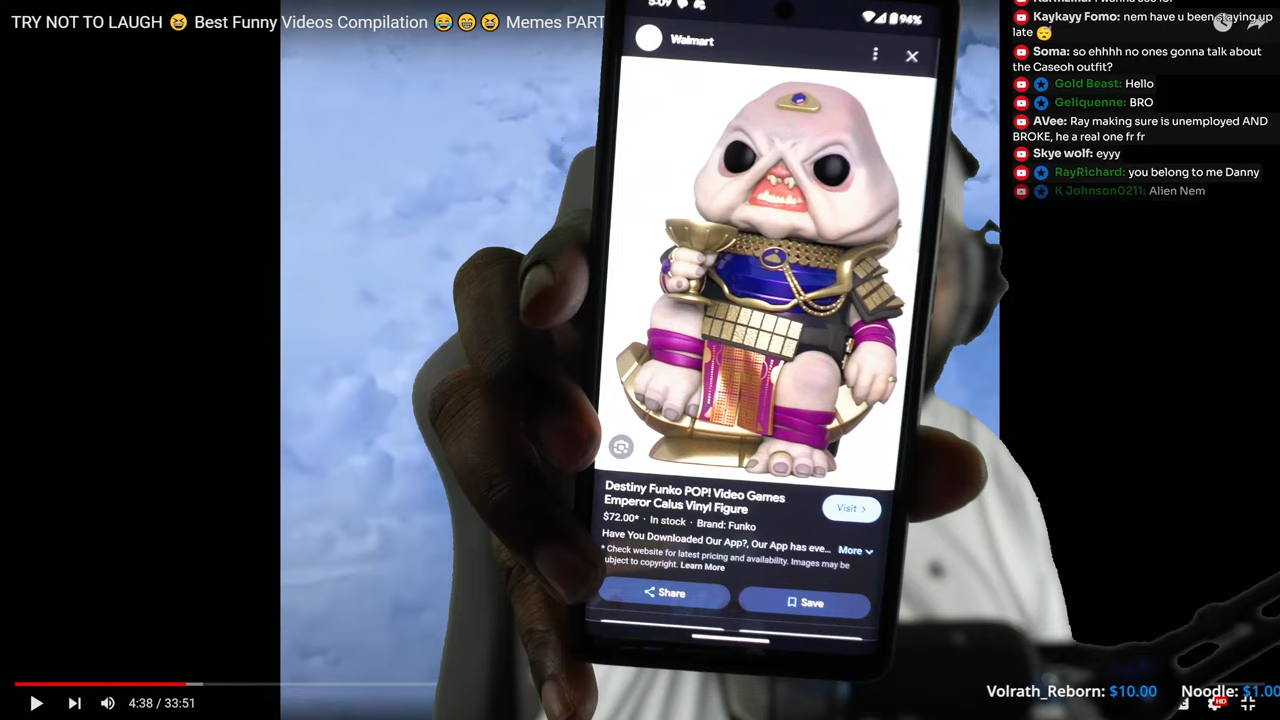 TRY NOT TO LAUGH 😆 Best Funny Videos Compilation 😂😁😆 Memes PART
94%
Walmart
Destiny Funko POP! Video Games
Emperor Calus Vinyl Figure
Visit >
$72.00* · In stock · Brand: Funko
Have You Downloaded Our App?, Our App has eve... More
* Check website for latest pricing and availability. Images may be
subject to copyright. Learn More
Share
Save
Kaykayy Fomo: nem have u been staying up
late 😴
Soma: so ehhhh no ones gonna talk about
the Caseoh outfit?
Gold Beast: Hello
Geliquenne: BRO
AVee: Ray making sure is unemployed AND
BROKE, he a real one fr fr
Skye wolf: eyyy
RayRichard: you belong to me Danny
K Johnson0211: Alien Nem
4:38 / 33:51
Volrath_Reborn: $10.00 Noodle: $1.00
HD